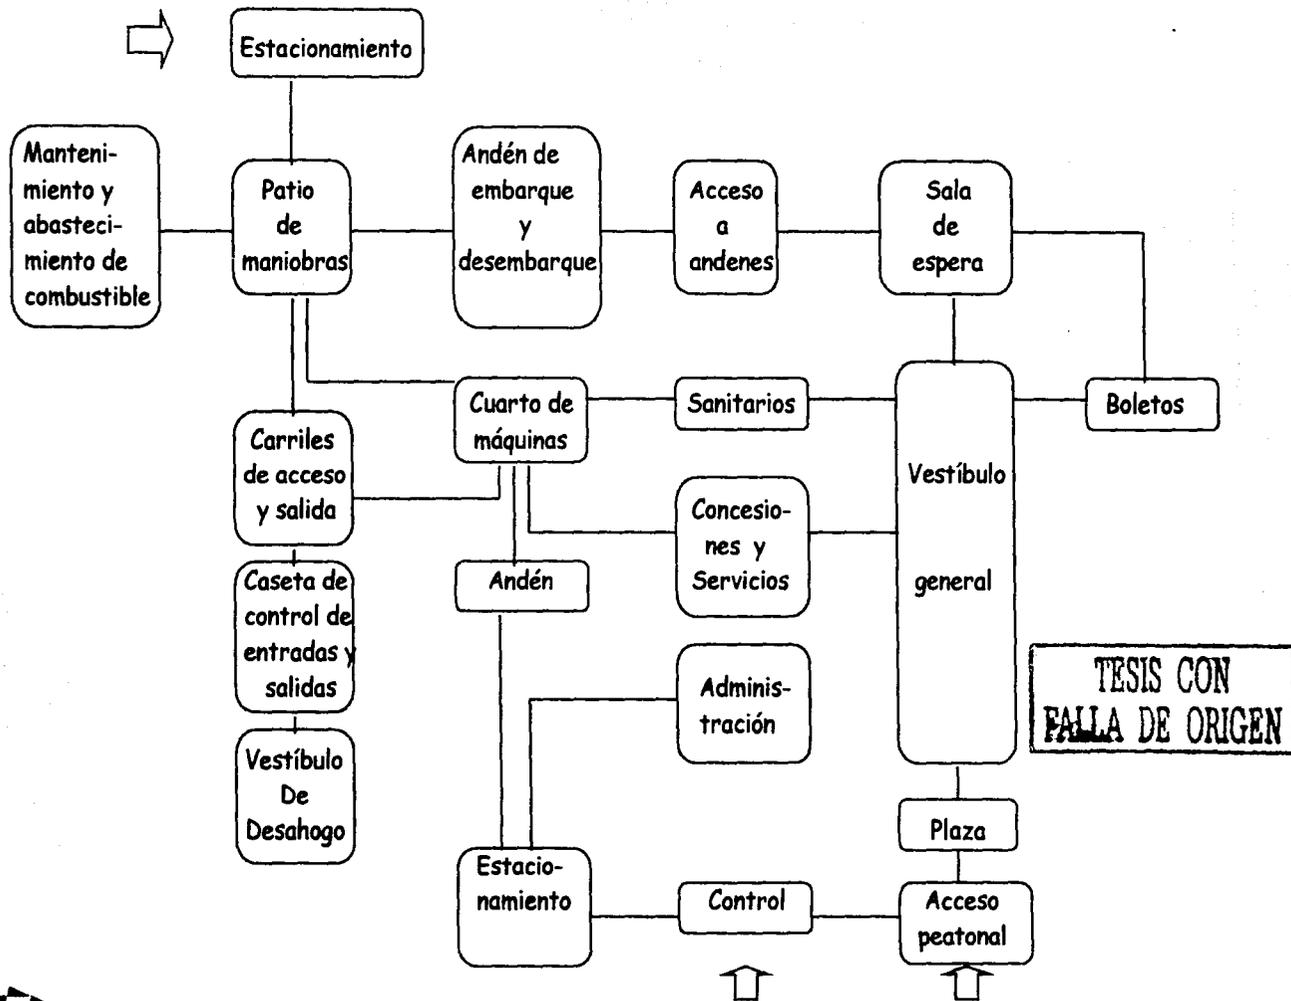 Estacionamiento
Manteni-
miento y
abasteci-
miento de
combustible
Patio
de
maniobras
Andén de
embarque
y
desembarque
Acceso
a
andenes
Sala
de
espera
Cuarto de
máquinas
Sanitarios
Boletos
Carriles
de acceso
y salida
Vestíbulo
general
Concesio-
nes y
Servicios
Andén
Caseta de
control de
entradas y
salidas
Adminis-
tración
TESIS CON
FALLA DE ORIGEN
Vestíbulo
De
Desahogo
Plaza
Estacio-
namiento
Control
Acceso
peatonal